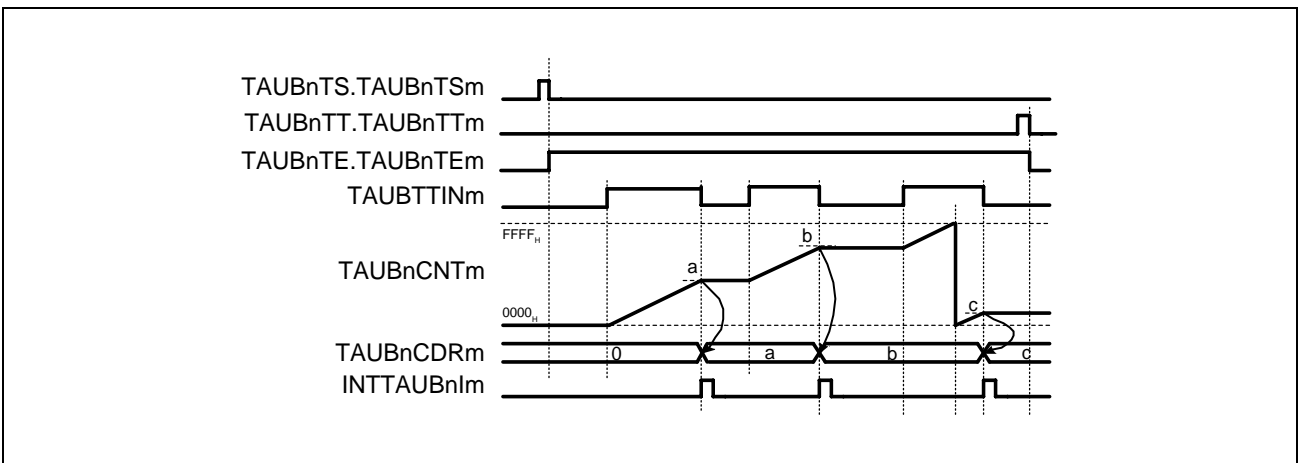 TAUBnTS.TAUBnTSm
TAUBnTT.TAUBnTTm
TAUBnTE.TAUBnTEm
TAUBTTINm
FFFFH
b
a
TAUBnCNTm
c
0000H
TAUBnCDRm 0 a b c
INTTAUBnIm